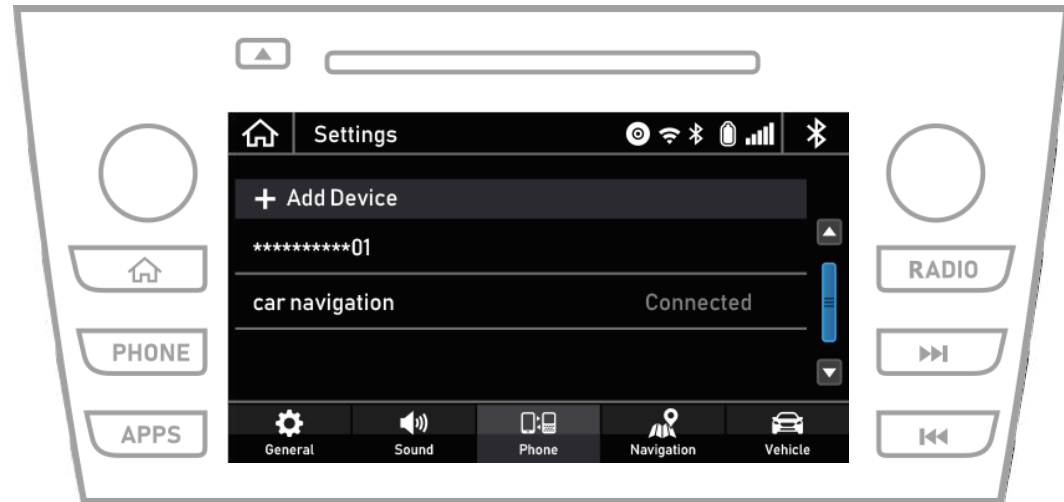 Settings
+ Add Device
**********01
car navigation Connected
RADIO
PHONE
APPS
General Sound Phone Navigation Vehicle